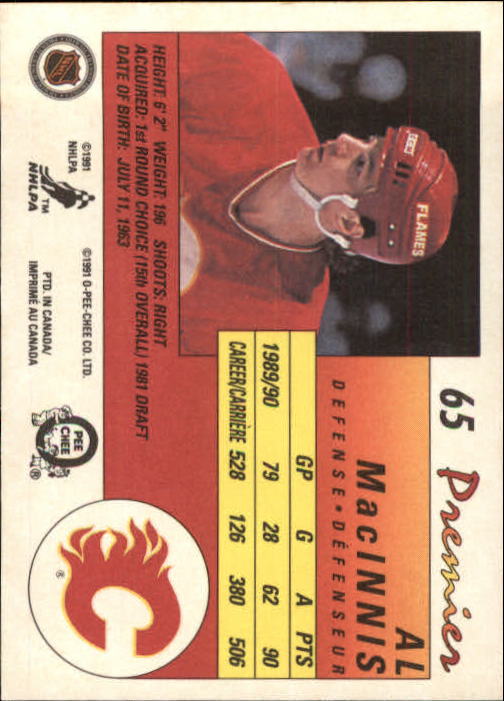 65 Premier
AL
MacINNIS
DEFENSE • DÉFENSEUR
GP G A PTS
1989/90 79 28 62 90
CAREER/CARRIÈRE 528 126 380 506
FLAMES
HEIGHT: 6' 2" WEIGHT: 196 SHOOTS: RIGHT
ACQUIRED: 1st ROUND CHOICE (15th OVERALL) 1981 DRAFT
DATE OF BIRTH: JULY 11, 1963
NHL
©1991
NHLPA
NHLPA™
©1991 O-PEE-CHEE CO. LTD.
PTD. IN CANADA/
IMPRIMÉ AU CANADA
O
PEE
CHEE
®
C
®